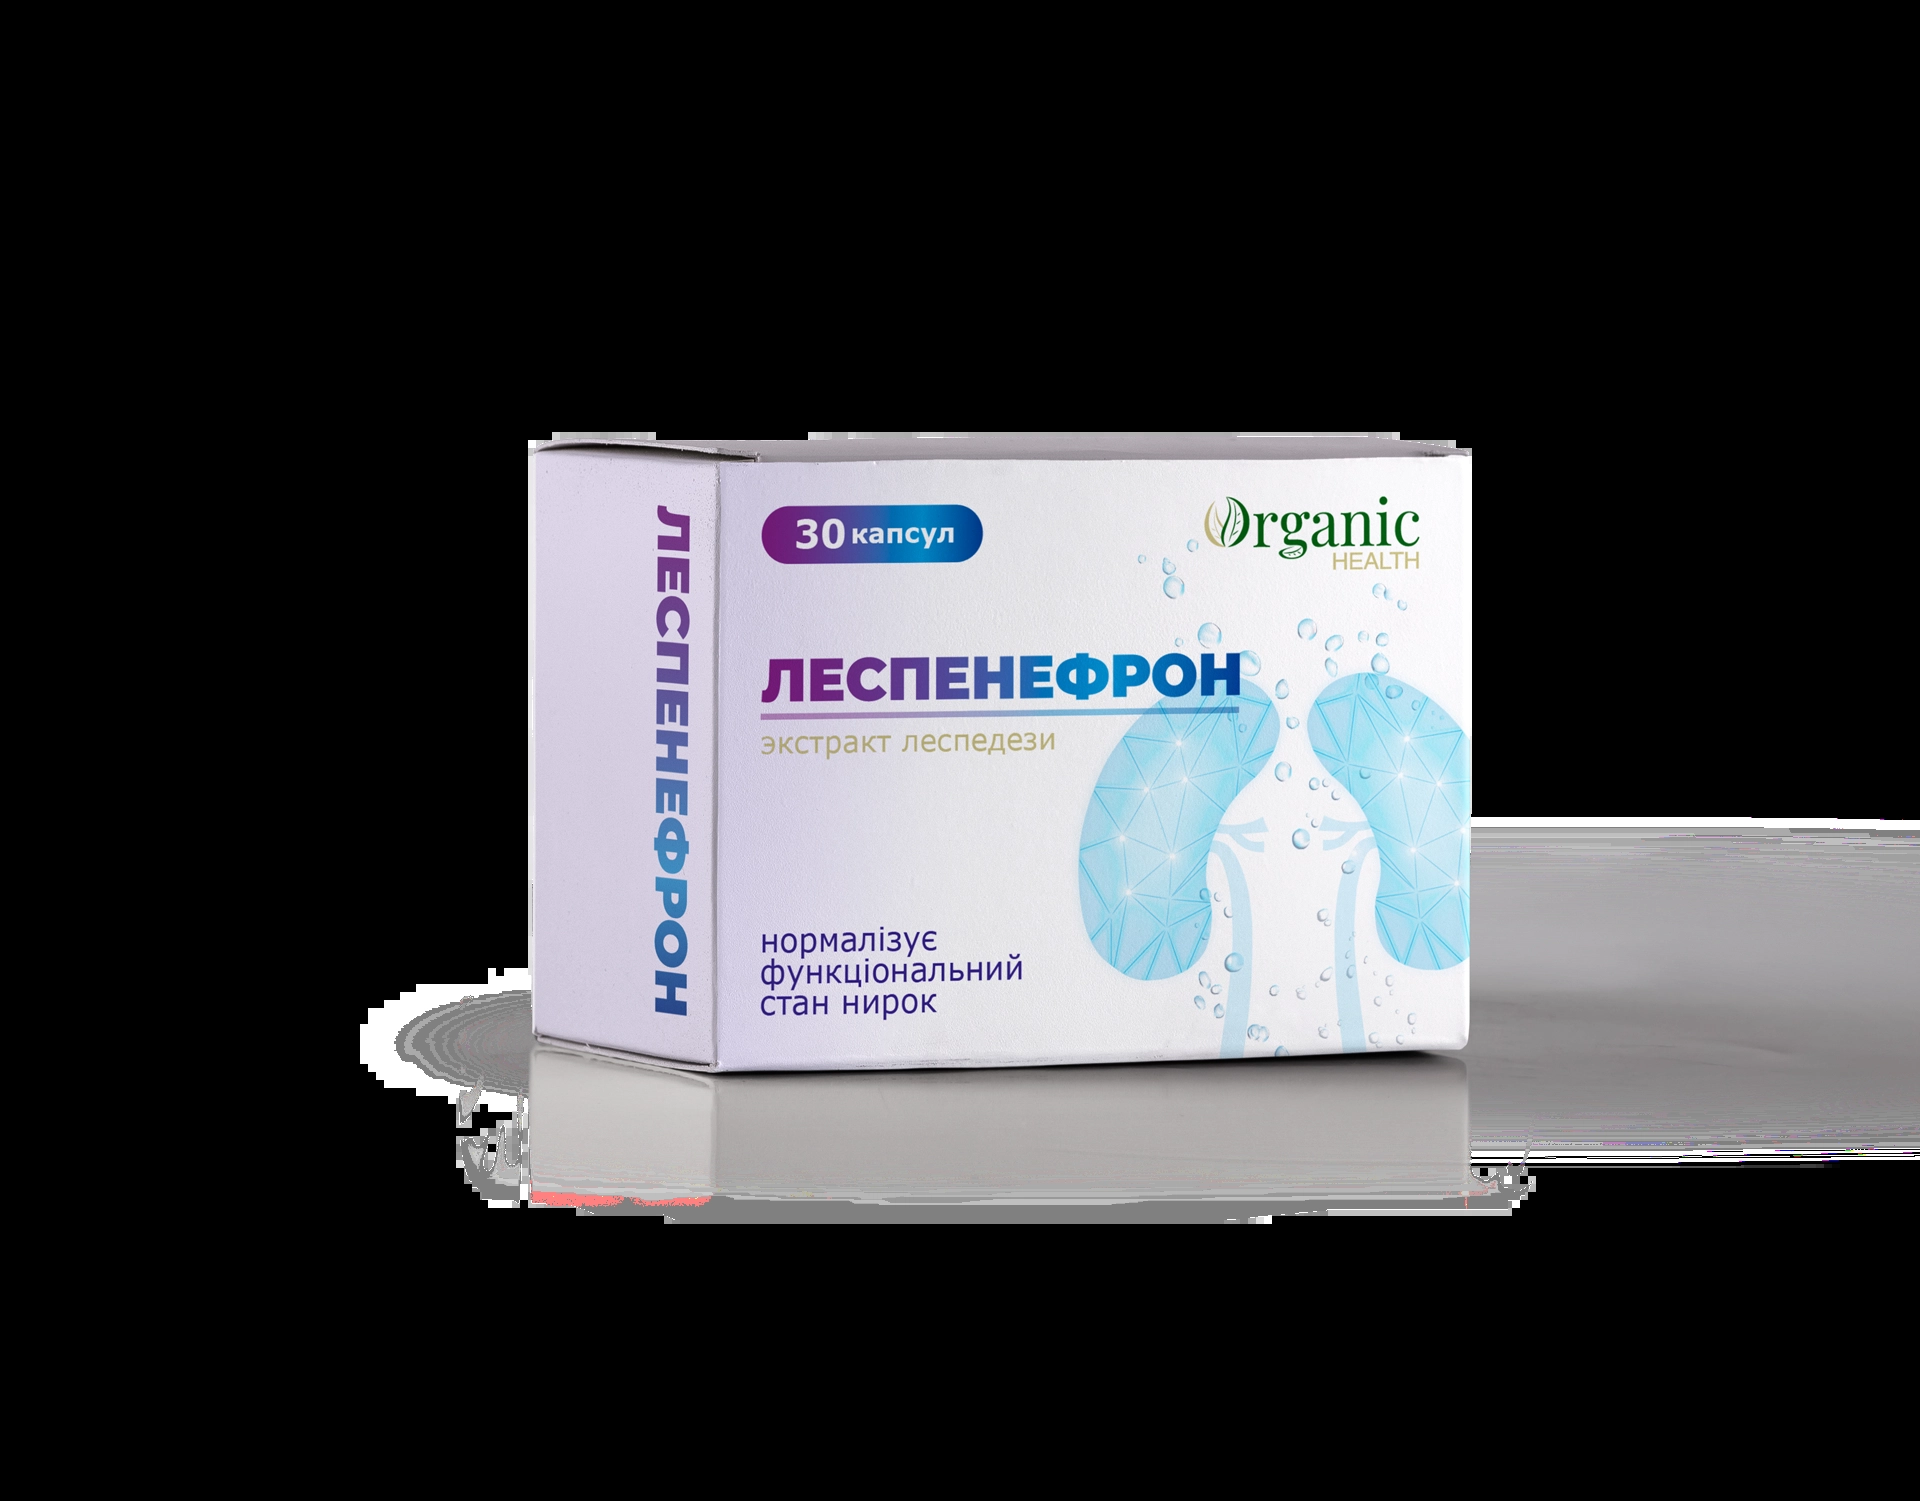 ЛЕСПЕНЕФРОН
30 капсул
Organic
HEALTH
ЛЕСПЕНЕФРОН
экстракт леспедези
нормалізує
функціональний
стан нирок